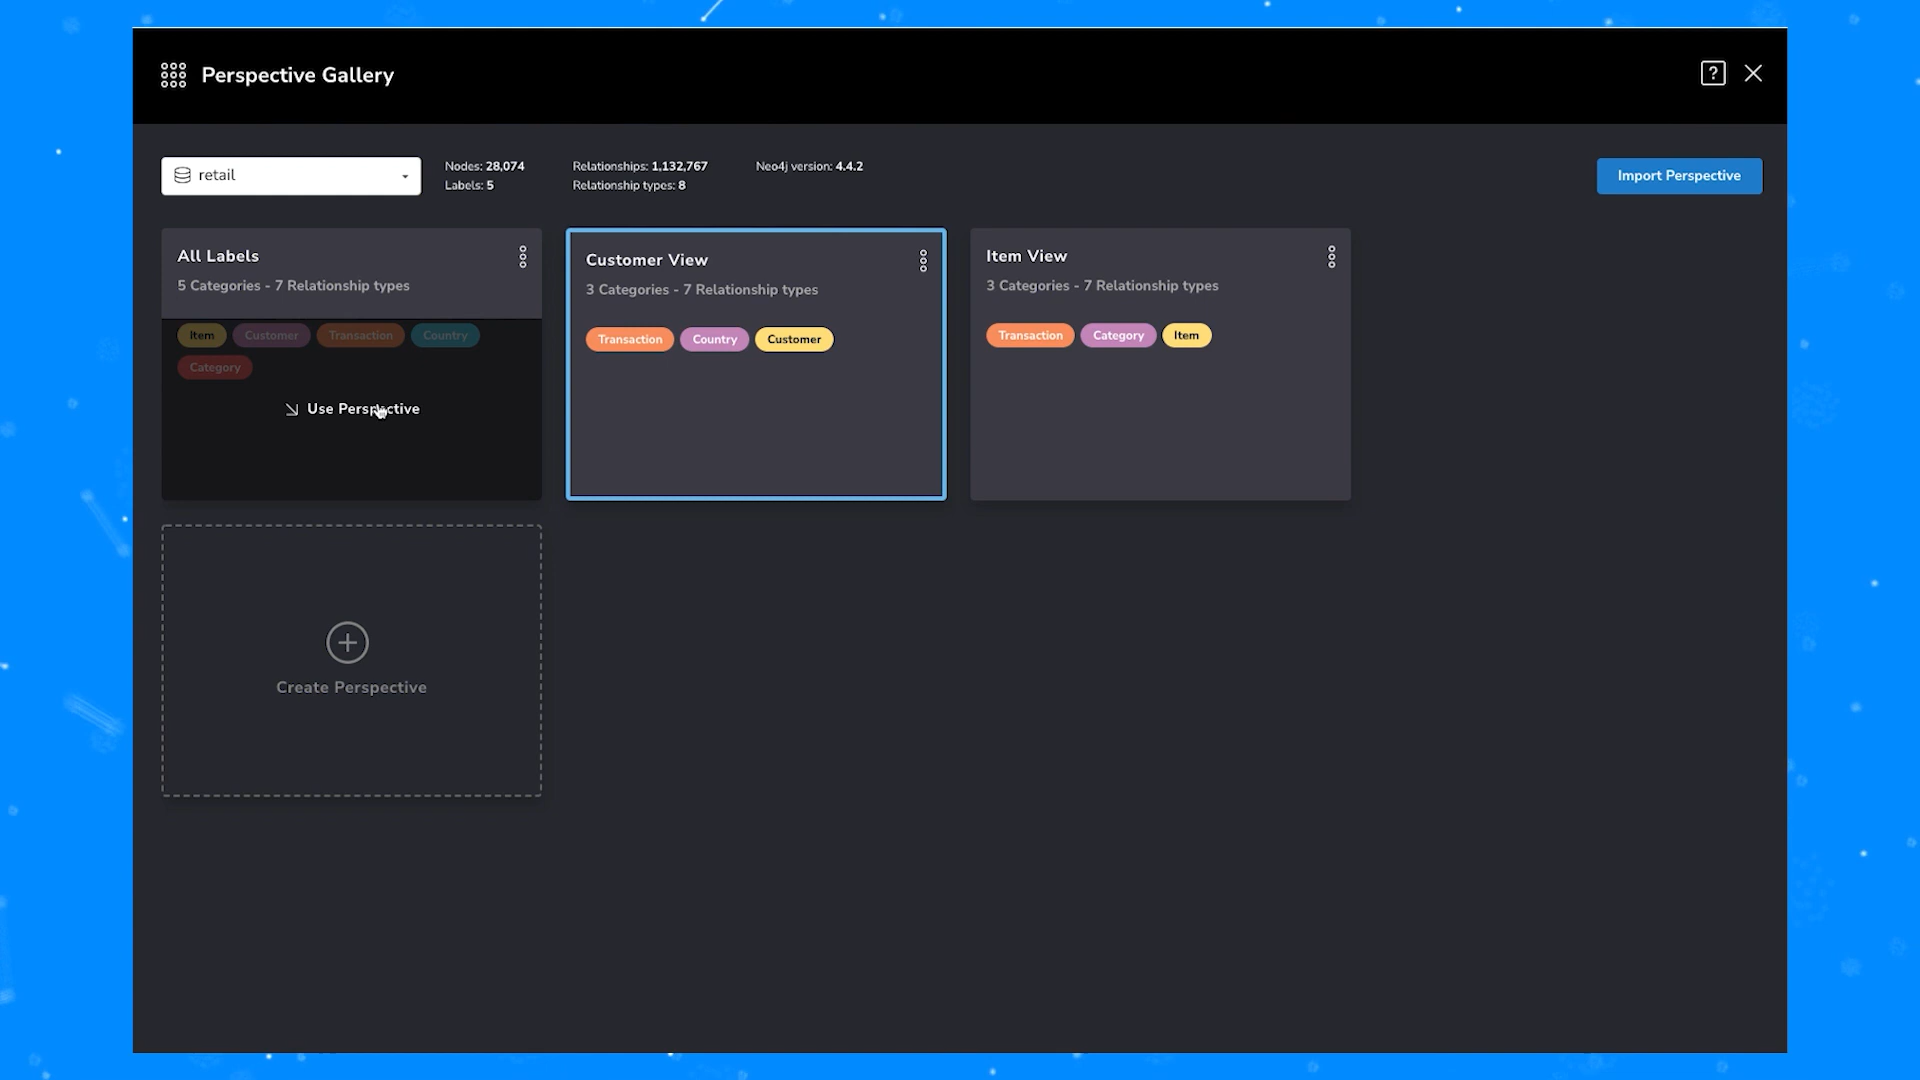 Perspective Gallery
?
retail
Nodes: 28,074
Labels: 5
Relationships: 1,132,767
Relationship types: 8
Neo4j version: 4.4.2
Import Perspective
All Labels
5 Categories - 7 Relationship types
Item Customer Transaction Country
Category
Use Perspective
Customer View
3 Categories - 7 Relationship types
Transaction Country Customer
Item View
3 Categories - 7 Relationship types
Transaction Category Item
Create Perspective